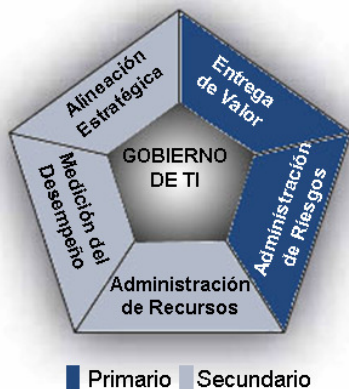 Alineación
Estratégica
Entrega
de Valor
GOBIERNO
DE TI
Medición del
Desempeño
Administración
de Riesgos
Administración
de Recursos
Primario
Secundario